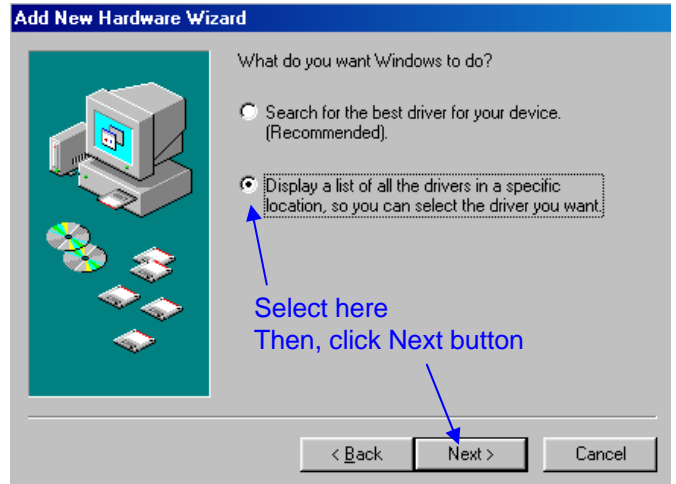 Add New Hardware Wizard
What do you want Windows to do?
Search for the best driver for your device.
(Recommended).
Display a list of all the drivers in a specific
location, so you can select the driver you want.
Select here
Then, click Next button
< Back
Next >
Cancel